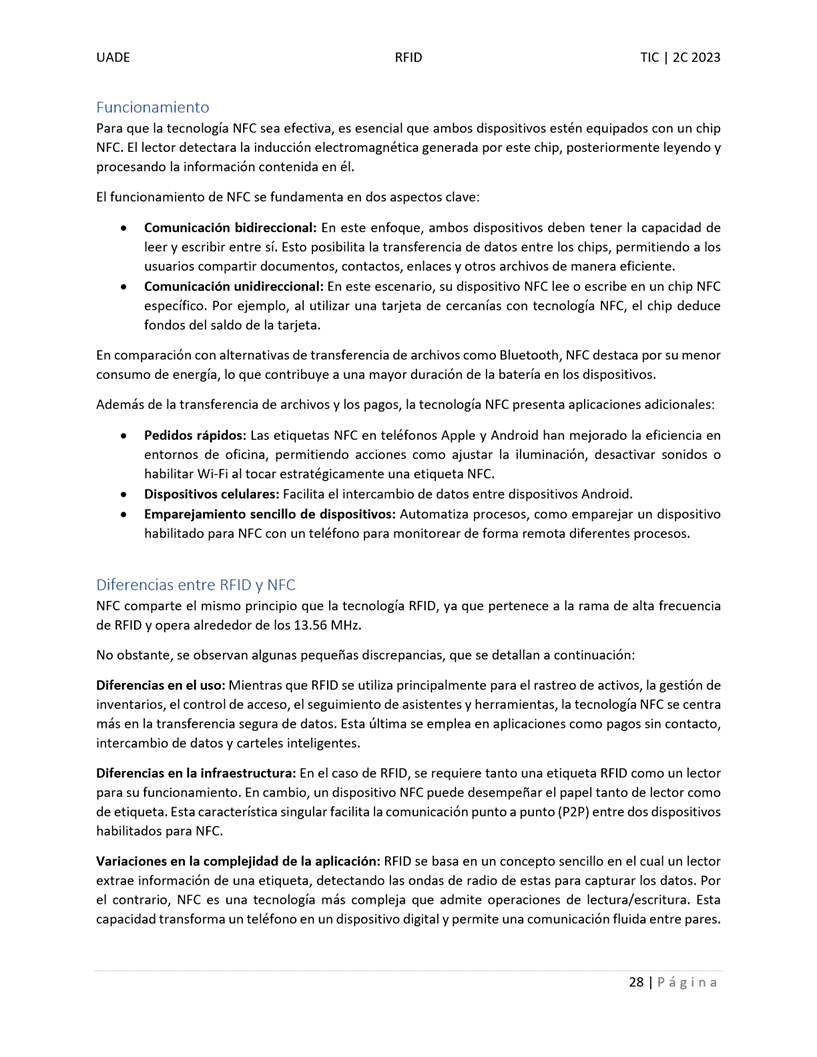 UADE RFID TIC | 2C 2023
Funcionamiento
Para que la tecnología NFC sea efectiva, es esencial que ambos dispositivos estén equipados con un chip
NFC. El lector detectara la inducción electromagnética generada por este chip, posteriormente leyendo y
procesando la información contenida en él.
El funcionamiento de NFC se fundamenta en dos aspectos clave:
• Comunicación bidireccional: En este enfoque, ambos dispositivos deben tener la capacidad de
leer y escribir entre sí. Esto posibilita la transferencia de datos entre los chips, permitiendo a los
usuarios compartir documentos, contactos, enlaces y otros archivos de manera eficiente.
• Comunicación unidireccional: En este escenario, su dispositivo NFC lee o escribe en un chip NFC
específico. Por ejemplo, al utilizar una tarjeta de cercanías con tecnología NFC, el chip deduce
fondos del saldo de la tarjeta.
En comparación con alternativas de transferencia de archivos como Bluetooth, NFC destaca por su menor
consumo de energía, lo que contribuye a una mayor duración de la batería en los dispositivos.
Además de la transferencia de archivos y los pagos, la tecnología NFC presenta aplicaciones adicionales:
• Pedidos rápidos: Las etiquetas NFC en teléfonos Apple y Android han mejorado la eficiencia en
entornos de oficina, permitiendo acciones como ajustar la iluminación, desactivar sonidos o
habilitar Wi-Fi al tocar estratégicamente una etiqueta NFC.
• Dispositivos celulares: Facilita el intercambio de datos entre dispositivos Android.
• Emparejamiento sencillo de dispositivos: Automatiza procesos, como emparejar un dispositivo
habilitado para NFC con un teléfono para monitorear de forma remota diferentes procesos.
Diferencias entre RFID y NFC
NFC comparte el mismo principio que la tecnología RFID, ya que pertenece a la rama de alta frecuencia
de RFID y opera alrededor de los 13.56 MHz.
No obstante, se observan algunas pequeñas discrepancias, que se detallan a continuación:
Diferencias en el uso: Mientras que RFID se utiliza principalmente para el rastreo de activos, la gestión de
inventarios, el control de acceso, el seguimiento de asistentes y herramientas, la tecnología NFC se centra
más en la transferencia segura de datos. Esta última se emplea en aplicaciones como pagos sin contacto,
intercambio de datos y carteles inteligentes.
Diferencias en la infraestructura: En el caso de RFID, se requiere tanto una etiqueta RFID como un lector
para su funcionamiento. En cambio, un dispositivo NFC puede desempeñar el papel tanto de lector como
de etiqueta. Esta característica singular facilita la comunicación punto a punto (P2P) entre dos dispositivos
habilitados para NFC.
Variaciones en la complejidad de la aplicación: RFID se basa en un concepto sencillo en el cual un lector
extrae información de una etiqueta, detectando las ondas de radio de estas para capturar los datos. Por
el contrario, NFC es una tecnología más compleja que admite operaciones de lectura/escritura. Esta
capacidad transforma un teléfono en un dispositivo digital y permite una comunicación fluida entre pares.
28 | Página